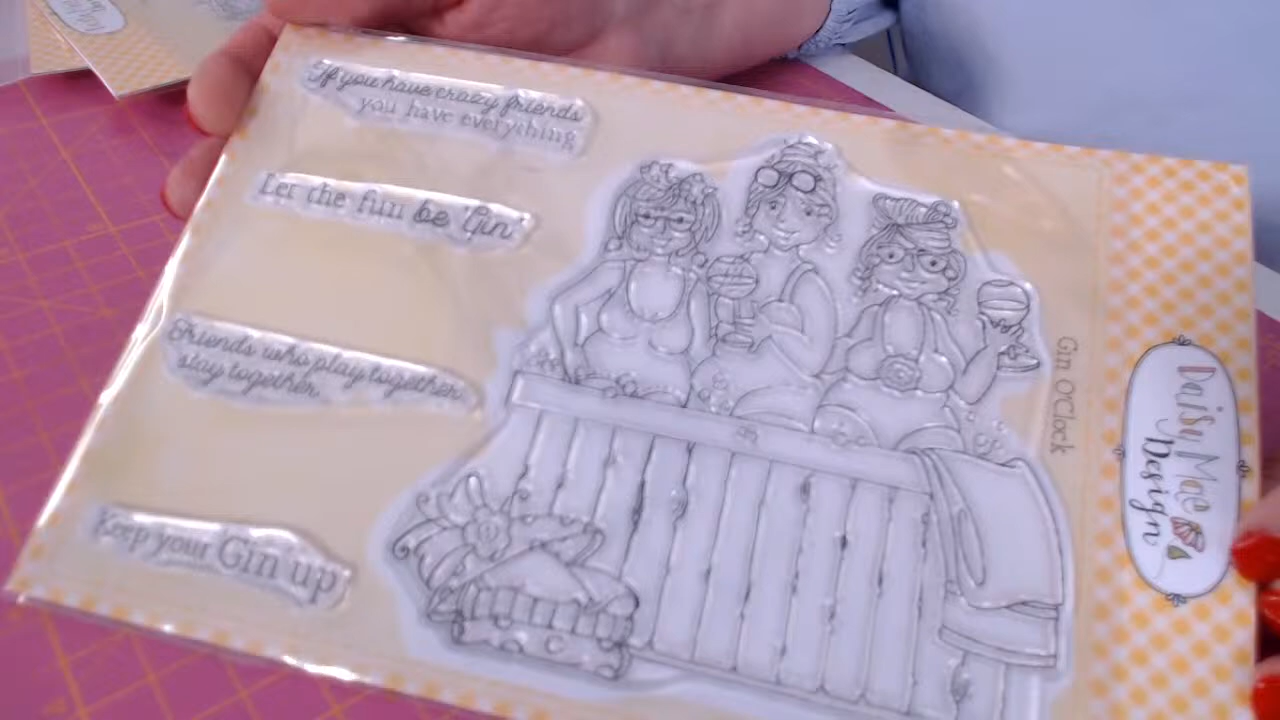 If you have crazy friends
you have everything
Let the fun be 'Gin'
Friends who play together
stay together
Keep your 'Gin' up
Gin O'Clock
Daisy Mae
Design